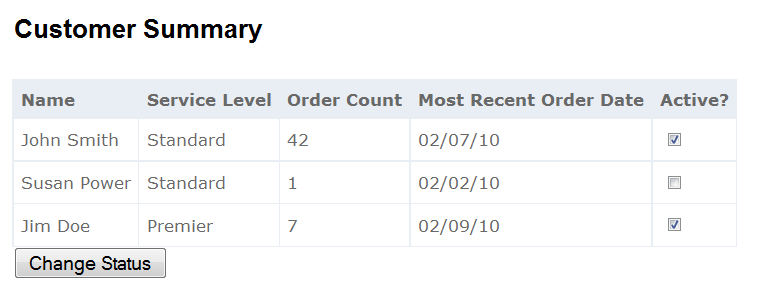 Customer Summary
Name Service Level Order Count Most Recent Order Date Active?
John Smith Standard 42 02/07/10
Susan Power Standard 1 02/02/10
Jim Doe Premier 7 02/09/10
Change Status